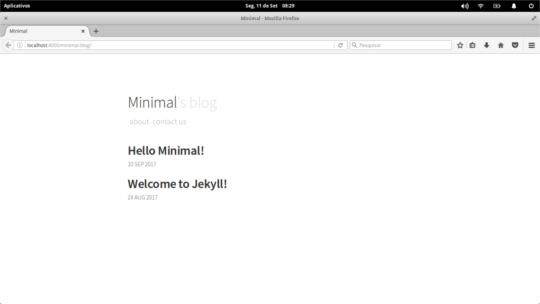 Aplicativos
Seg, 11 de Set 08:29
Minimal - Mozilla Firefox
Minimal
localhost:4000/minimal-blog/
Pesquisar
Minimal's blog
about contact us
Hello Minimal!
10 SEP 2017
Welcome to Jekyll!
24 AUG 2017